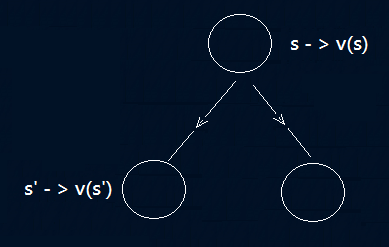 s - > v(s)
s' - > v(s')